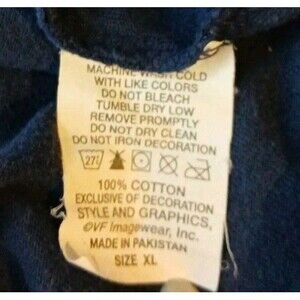 MACHINE WASH COLD
WITH LIKE COLORS
DO NOT BLEACH
TUMBLE DRY LOW
REMOVE PROMPTLY
DO NOT DRY CLEAN
DO NOT IRON DECORATION
27°
100% COTTON
EXCLUSIVE OF DECORATION
STYLE AND GRAPHICS,
©VF Imagewear, Inc.
MADE IN PAKISTAN
SIZE XL